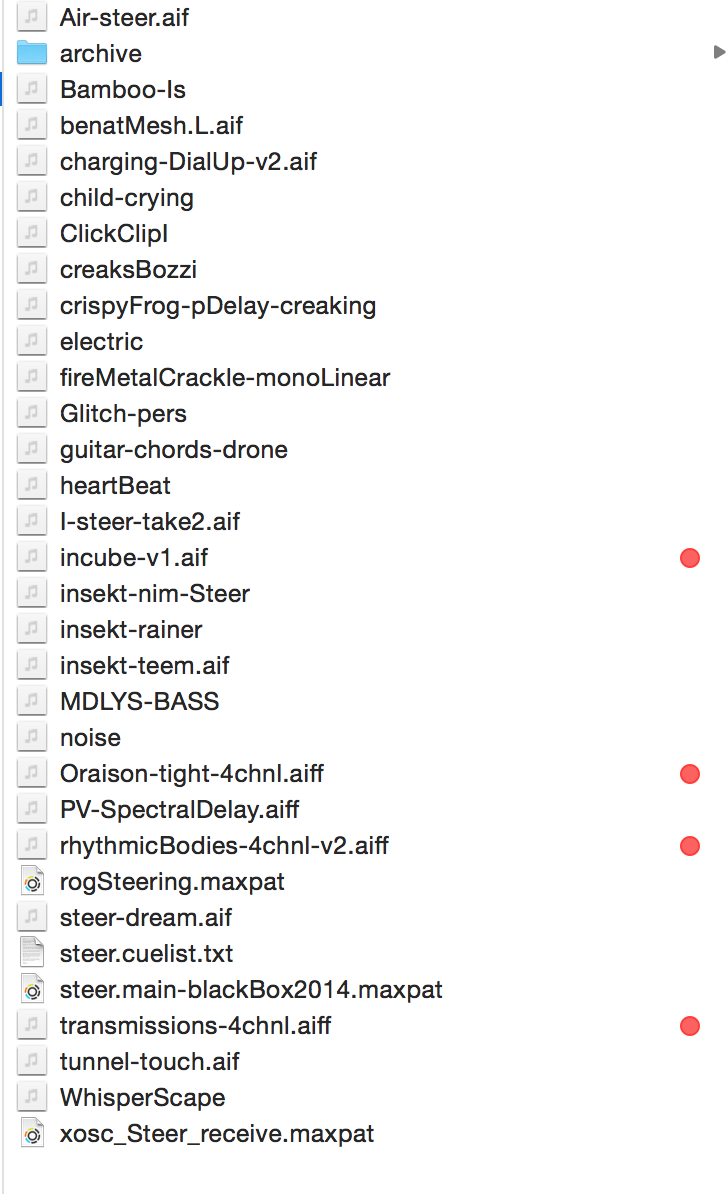 Air-steer.aif
archive
Bamboo-Is
benatMesh.L.aif
charging-DialUp-v2.aif
child-crying
ClickClipI
creaksBozzi
crispyFrog-pDelay-creaking
electric
fireMetalCrackle-monoLinear
Glitch-pers
guitar-chords-drone
heartBeat
I-steer-take2.aif
incube-v1.aif
insekt-nim-Steer
insekt-rainer
insekt-teem.aif
MDLYS-BASS
noise
Oraison-tight-4chnl.aiff
PV-SpectralDelay.aiff
rhythmicBodies-4chnl-v2.aiff
rogSteering.maxpat
steer-dream.aif
steer.cuelist.txt
steer.main-blackBox2014.maxpat
transmissions-4chnl.aiff
tunnel-touch.aif
WhisperScape
xosc_Steer_receive.maxpat